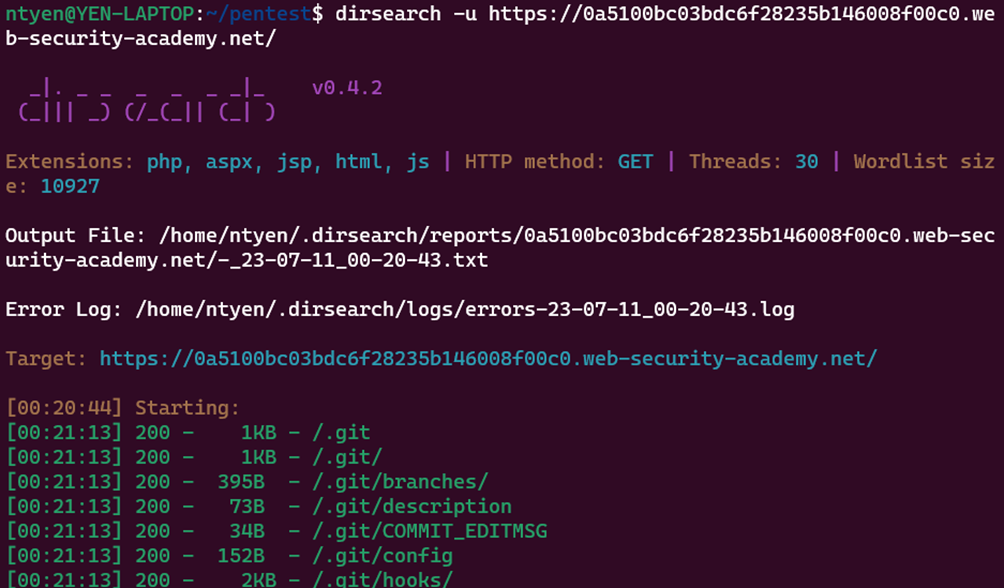 ntyen@YEN-LAPTOP:~/pentest$ dirsearch -u https://0a5100bc03bdc6f28235b146008f00c0.we
b-security-academy.net/
  _|. _ _  _  _  _ _|_    v0.4.2
 (_||| _) (/_(_|| (_| )
Extensions: php, aspx, jsp, html, js | HTTP method: GET | Threads: 30 | Wordlist siz
e: 10927
Output File: /home/ntyen/.dirsearch/reports/0a5100bc03bdc6f28235b146008f00c0.web-sec
urity-academy.net/-_23-07-11_00-20-43.txt
Error Log: /home/ntyen/.dirsearch/logs/errors-23-07-11_00-20-43.log
Target: https://0a5100bc03bdc6f28235b146008f00c0.web-security-academy.net/
[00:20:44] Starting:
[00:21:13] 200 -    1KB - /.git
[00:21:13] 200 -    1KB - /.git/
[00:21:13] 200 -  395B  - /.git/branches/
[00:21:13] 200 -   73B  - /.git/description
[00:21:13] 200 -   34B  - /.git/COMMIT_EDITMSG
[00:21:13] 200 -  152B  - /.git/config
[00:21:13] 200 -    2KB - /.git/hooks/